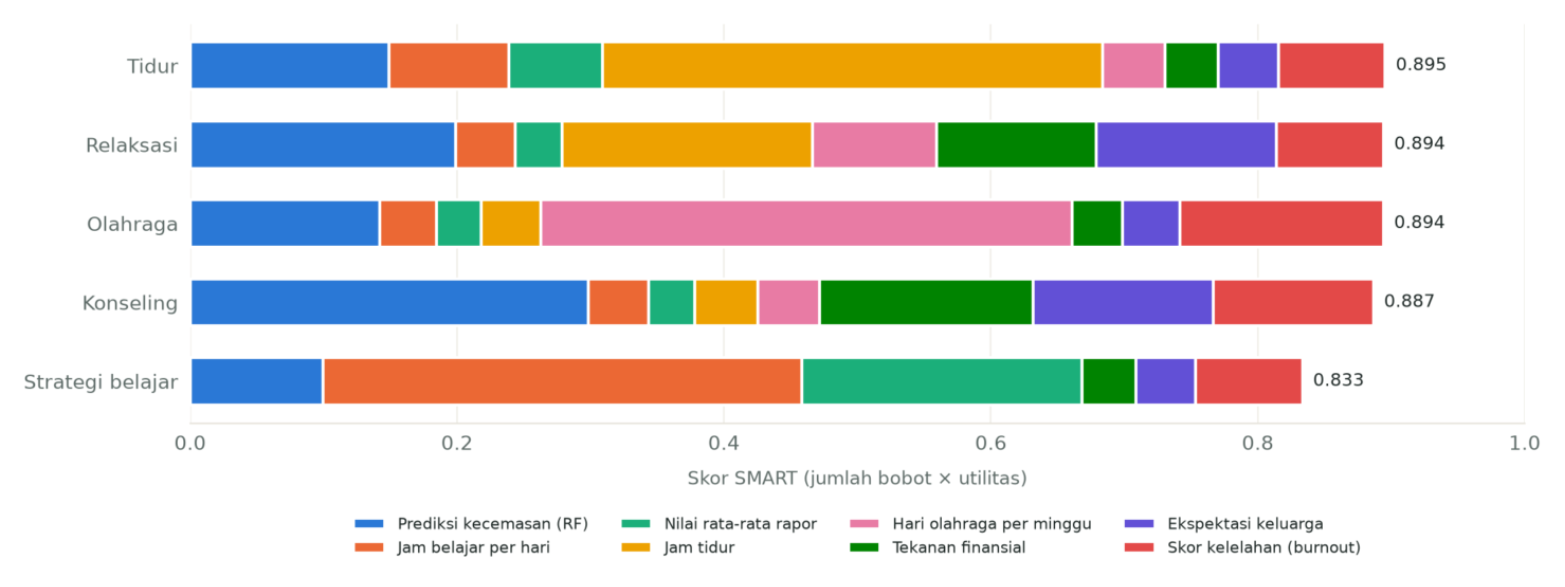 Tidur 0.895
Relaksasi 0.894
Olahraga 0.894
Konseling 0.887
Strategi belajar 0.833
0.0 0.2 0.4 0.6 0.8 1.0
Skor SMART (jumlah bobot × utilitas)
Prediksi kecemasan (RF) Nilai rata-rata rapor Hari olahraga per minggu Ekspektasi keluarga
Jam belajar per hari Jam tidur Tekanan finansial Skor kelelahan (burnout)